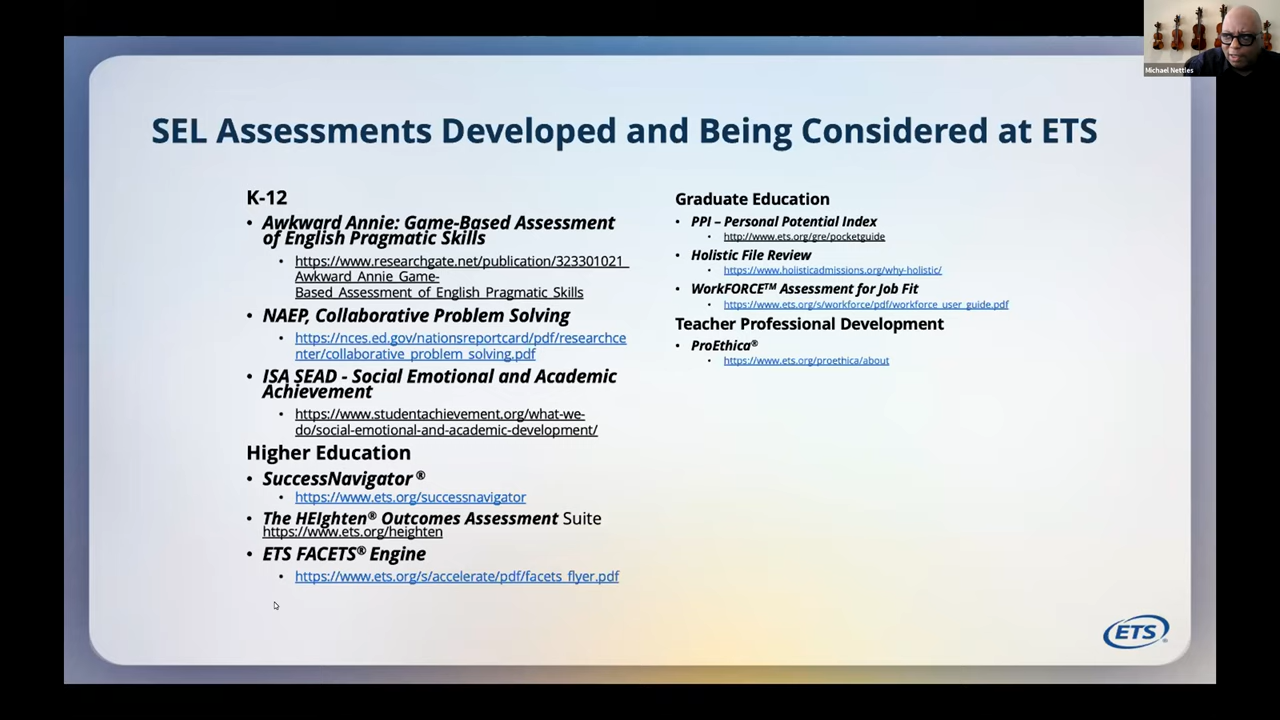 SEL Assessments Developed and Being Considered at ETS
K-12
• Awkward Annie: Game-Based Assessment
of English Pragmatic Skills
• https://www.researchgate.net/publication/323301021_
Awkward_Annie_Game-
Based_Assessment_of_English_Pragmatic_Skills
• NAEP, Collaborative Problem Solving
• https://nces.ed.gov/nationsreportcard/pdf/researchce
nter/collaborative_problem_solving.pdf
• ISA SEAD - Social Emotional and Academic
Achievement
• https://www.studentachievement.org/what-we-
do/social-emotional-and-academic-development/
Higher Education
• SuccessNavigator ®
• https://www.ets.org/successnavigator
• The HEIghten® Outcomes Assessment Suite
https://www.ets.org/heighten
• ETS FACETS® Engine
• https://www.ets.org/s/accelerate/pdf/facets_flyer.pdf
Graduate Education
• PPI – Personal Potential Index
• http://www.ets.org/gre/pocketguide
• Holistic File Review
• https://www.holisticadmissions.org/why-holistic/
• WorkFORCE™ Assessment for Job Fit
• https://www.ets.org/s/workforce/pdf/workforce_user_guide.pdf
Teacher Professional Development
• ProEthica®
• https://www.ets.org/proethica/about
ETS®
Michael Nettles